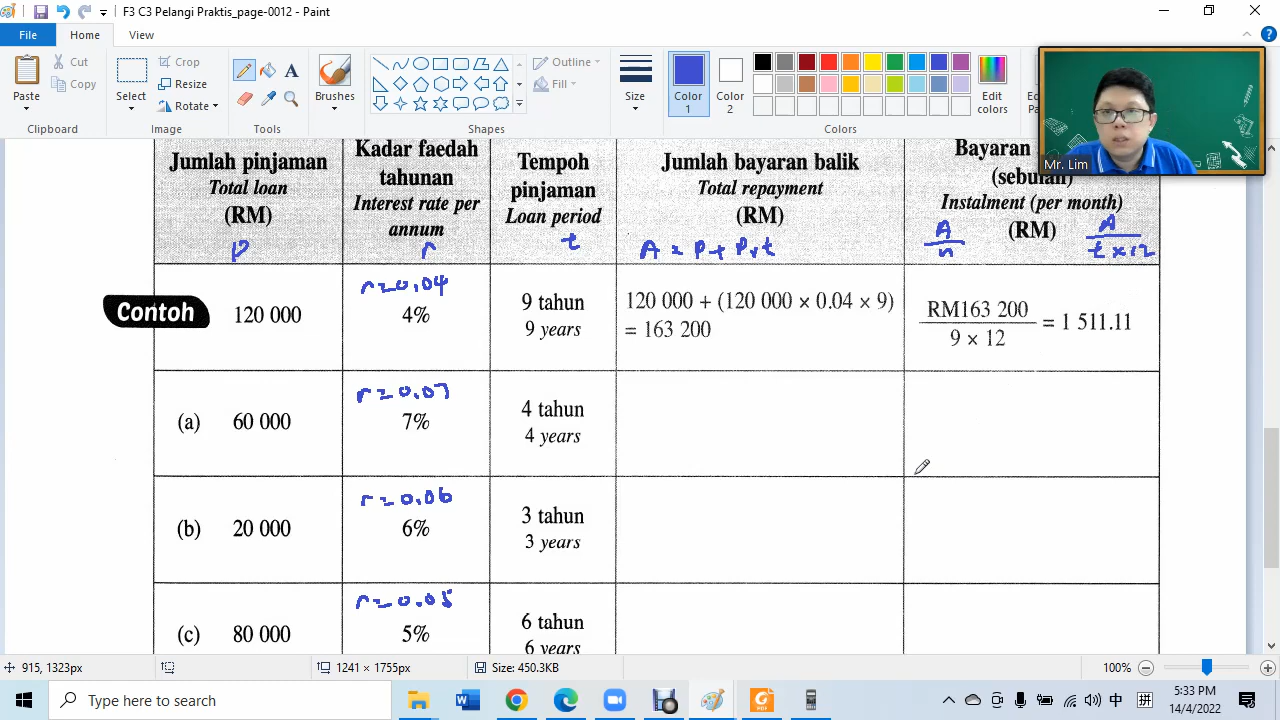 F3 C3 Pelangi Praktis_page-0012 - Paint
File
Home
View
Paste
Cut
Copy
Clipboard
Select
Crop
Resize
Rotate
Image
A
Tools
Brushes
Shapes
Outline
Fill
Size
Color
1
Color
2
Colors
Edit
colors
Mr. Lim
Jumlah pinjaman
Total loan
(RM)
P
Kadar faedah
tahunan
Interest rate per
annum
r
Tempoh
pinjaman
Loan period
t
Jumlah bayaran balik
Total repayment
(RM)
A = P + Prt
Bayaran
(sebulan)
Instalment (per month)
(RM)
A
n
A
t × 12
Contoh
120 000
r = 0.04
4%
9 tahun
9 years
120 000 + (120 000 × 0.04 × 9)
= 163 200
RM163 200
9 × 12
= 1 511.11
(a)
60 000
r = 0.07
7%
4 tahun
4 years
(b)
20 000
r = 0.06
6%
3 tahun
3 years
(c)
80 000
r = 0.05
5%
6 tahun
6 years
915, 1323px
1241 × 1755px
Size: 450.3KB
100%
Type here to search
中
拼
5:33 PM
14/4/2022